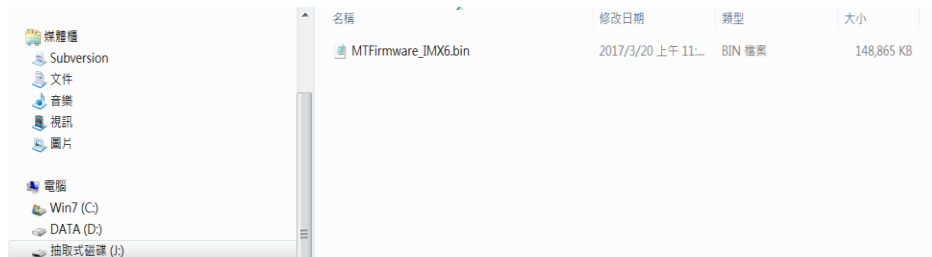 媒體櫃
Subversion
文件
音樂
視訊
圖片
電腦
Win7 (C:)
DATA (D:)
抽取式磁碟 (J:)
名稱 修改日期 類型 大小
MTFirmware_IMX6.bin 2017/3/20 上午 11:... BIN 檔案 148,865 KB